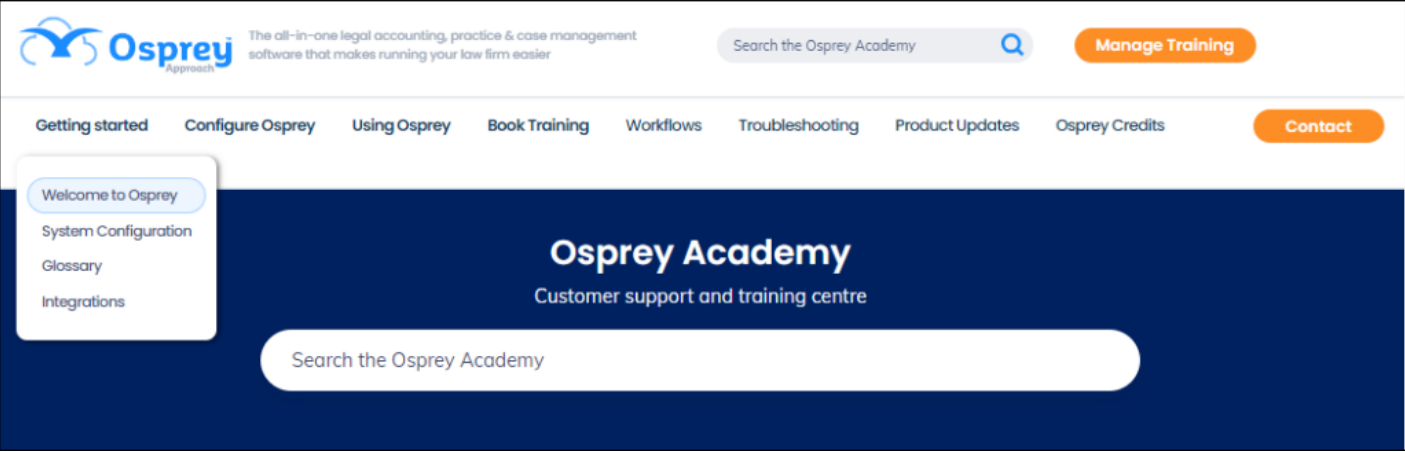 Osprey
Approach
The all-in-one legal accounting, practice & case management
software that makes running your law firm easier
Search the Osprey Academy
Manage Training
Getting started Configure Osprey Using Osprey Book Training Workflows Troubleshooting Product Updates Osprey Credits Contact
Welcome to Osprey
System Configuration
Glossary
Integrations
Osprey Academy
Customer support and training centre
Search the Osprey Academy